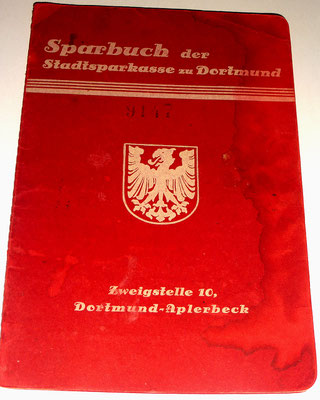 Sparbuch der
Stadtsparkasse zu Dortmund
Zweigstelle 10,
Dortmund-Aplerbeck